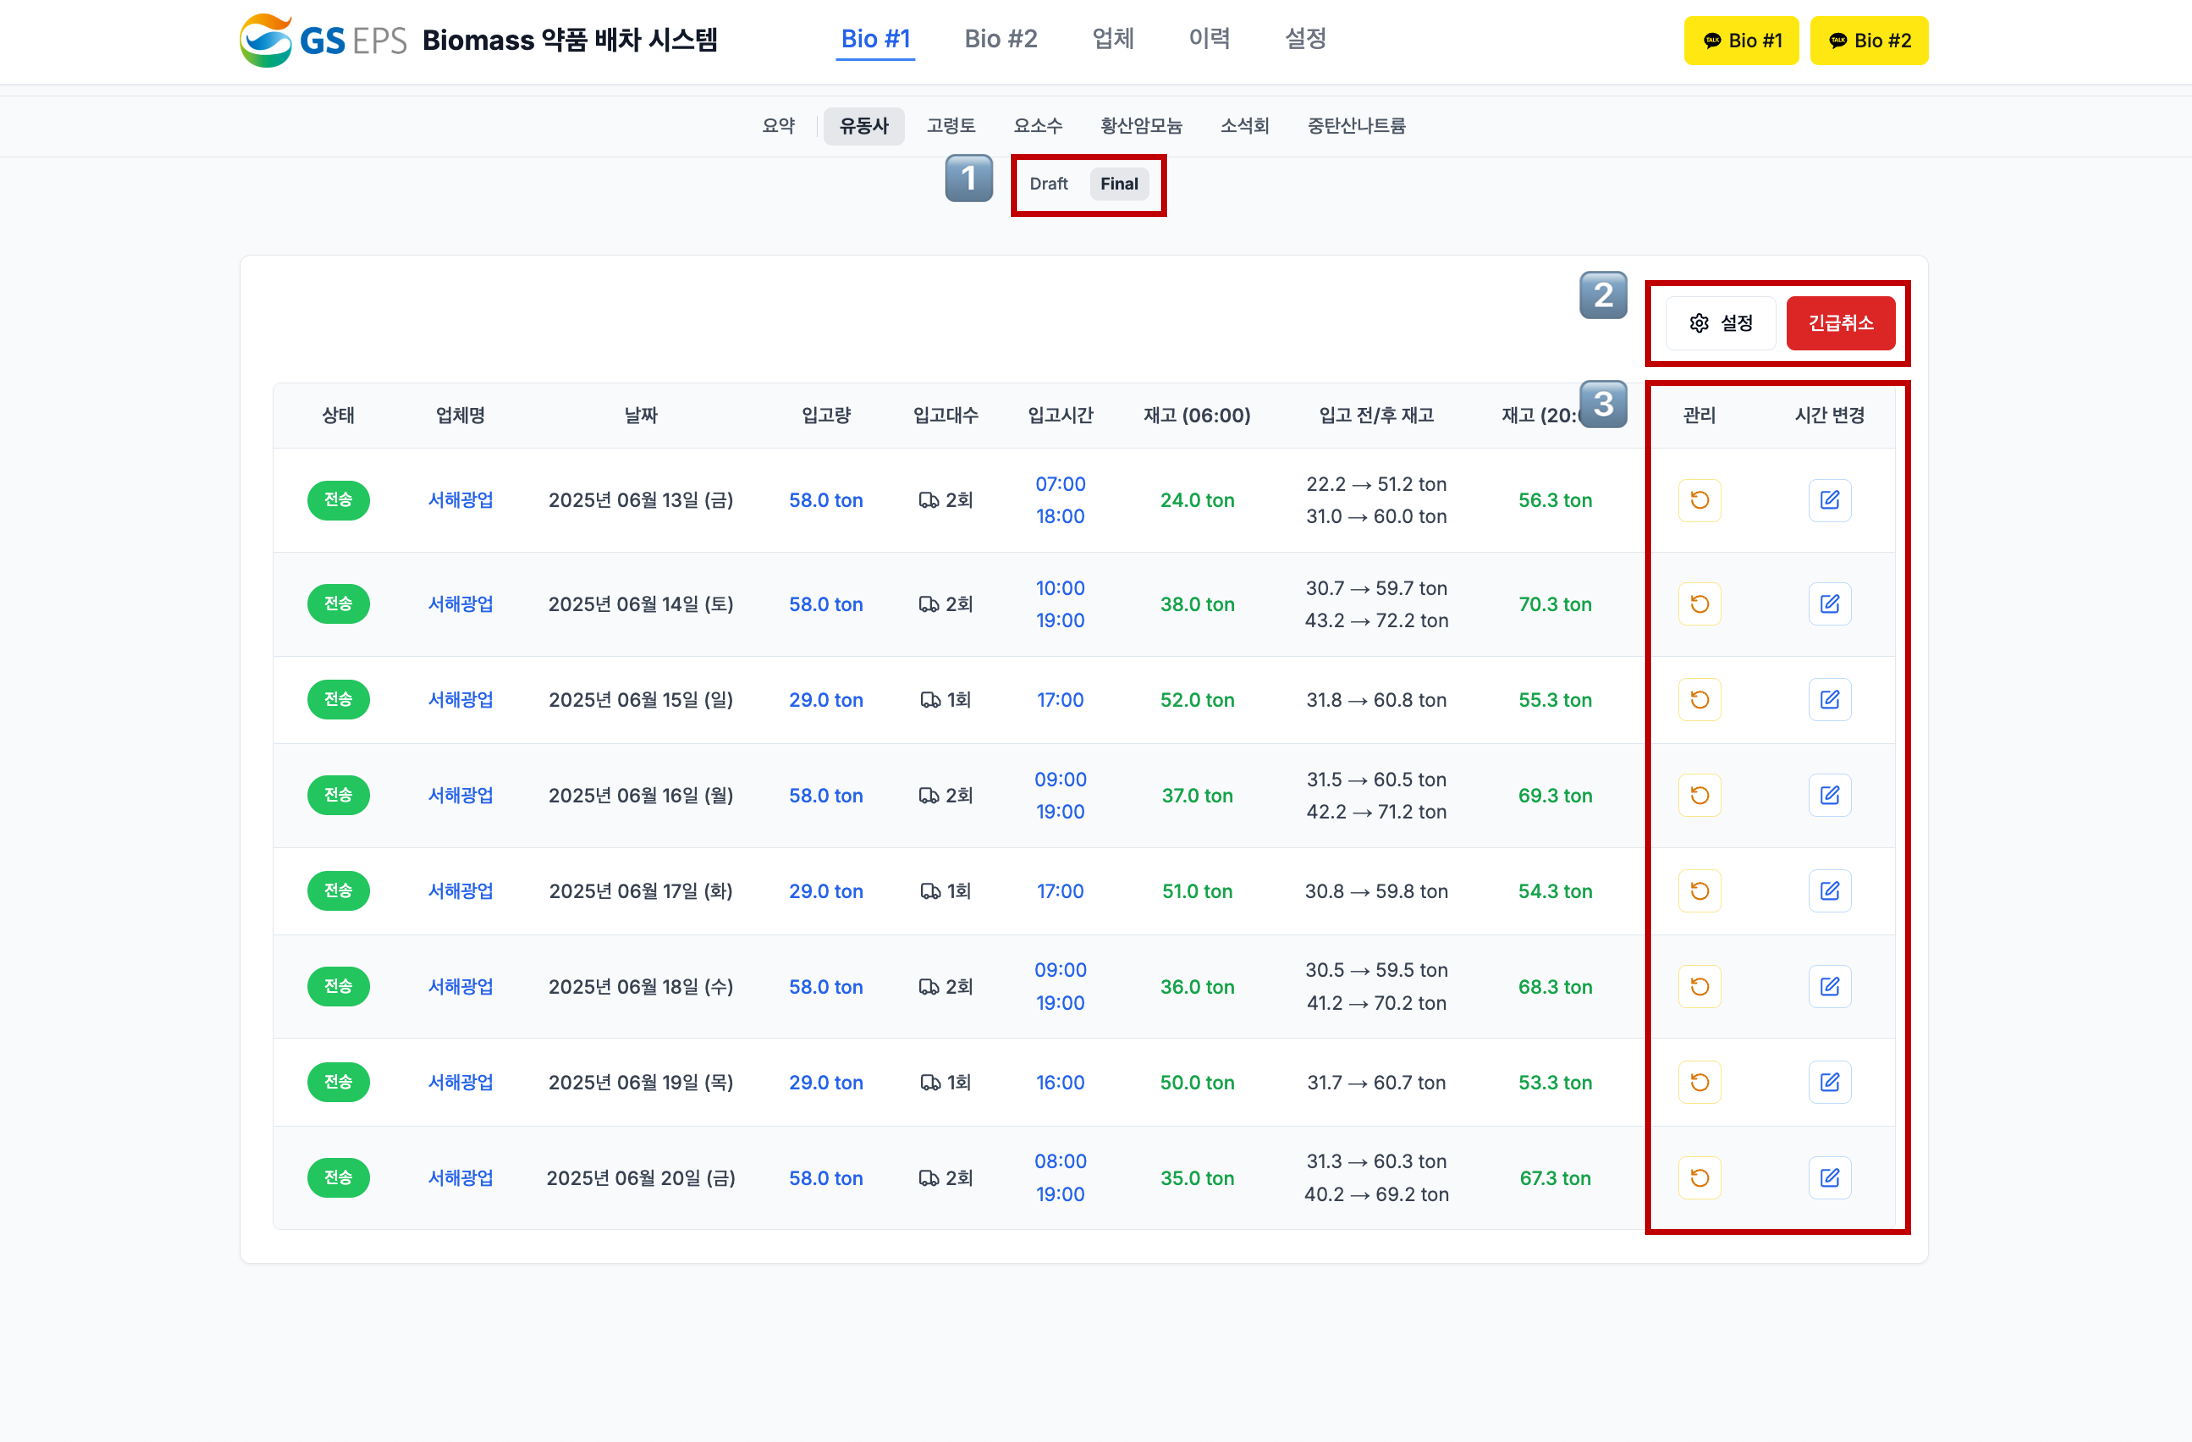 GS EPS Biomass 약품 배차 시스템 Bio #1 Bio #2 업체 이력 설정 TALK Bio #1 TALK Bio #2
요약 유동사 고령토 요소수 황산암모늄 소석회 중탄산나트륨
1 Draft Final
2 설정 긴급취소
상태 업체명 날짜 입고량 입고대수 입고시간 재고 (06:00) 입고 전/후 재고 재고 (20: 3 관리 시간 변경
전송 서해광업 2025년 06월 13일 (금) 58.0 ton 2회 07:00 24.0 ton 22.2 → 51.2 ton 56.3 ton
18:00 31.0 → 60.0 ton
전송 서해광업 2025년 06월 14일 (토) 58.0 ton 2회 10:00 38.0 ton 30.7 → 59.7 ton 70.3 ton
19:00 43.2 → 72.2 ton
전송 서해광업 2025년 06월 15일 (일) 29.0 ton 1회 17:00 52.0 ton 31.8 → 60.8 ton 55.3 ton
전송 서해광업 2025년 06월 16일 (월) 58.0 ton 2회 09:00 37.0 ton 31.5 → 60.5 ton 69.3 ton
19:00 42.2 → 71.2 ton
전송 서해광업 2025년 06월 17일 (화) 29.0 ton 1회 17:00 51.0 ton 30.8 → 59.8 ton 54.3 ton
전송 서해광업 2025년 06월 18일 (수) 58.0 ton 2회 09:00 36.0 ton 30.5 → 59.5 ton 68.3 ton
19:00 41.2 → 70.2 ton
전송 서해광업 2025년 06월 19일 (목) 29.0 ton 1회 16:00 50.0 ton 31.7 → 60.7 ton 53.3 ton
전송 서해광업 2025년 06월 20일 (금) 58.0 ton 2회 08:00 35.0 ton 31.3 → 60.3 ton 67.3 ton
19:00 40.2 → 69.2 ton